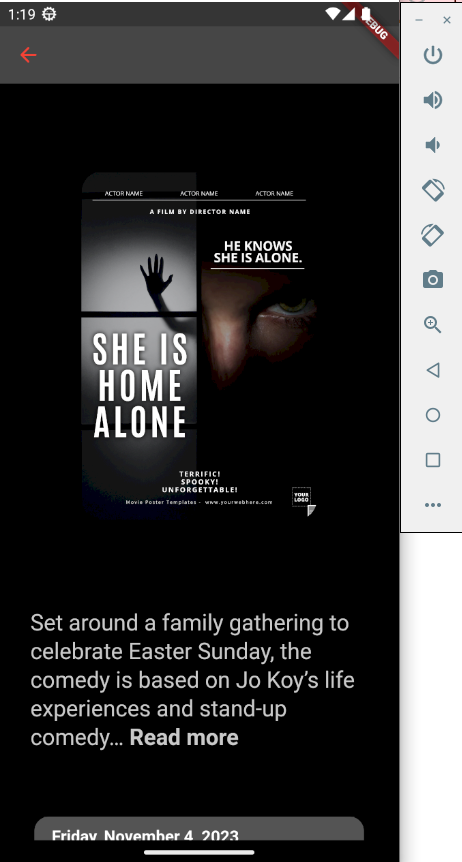 1:19
DEBUG
ACTOR NAME ACTOR NAME ACTOR NAME
A FILM BY DIRECTOR NAME
HE KNOWS
SHE IS ALONE.
SHE IS
HOME
ALONE
TERRIFIC!
SPOOKY!
UNFORGETTABLE!
Movie Poster Templates - www.yourwebhere.com
YOUR
LOGO
Set around a family gathering to
celebrate Easter Sunday, the
comedy is based on Jo Koy’s life
experiences and stand-up
comedy… Read more
Friday, November 4, 2023